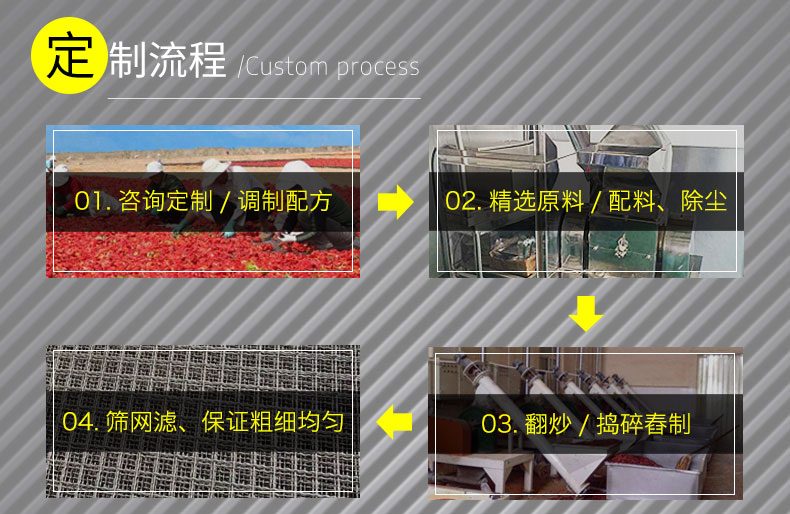 定制流程 /Custom process
01. 咨询定制 / 调制配方
02. 精选原料 / 配料、除尘
03. 翻炒 / 捣碎舂制
04. 筛网滤、保证粗细均匀